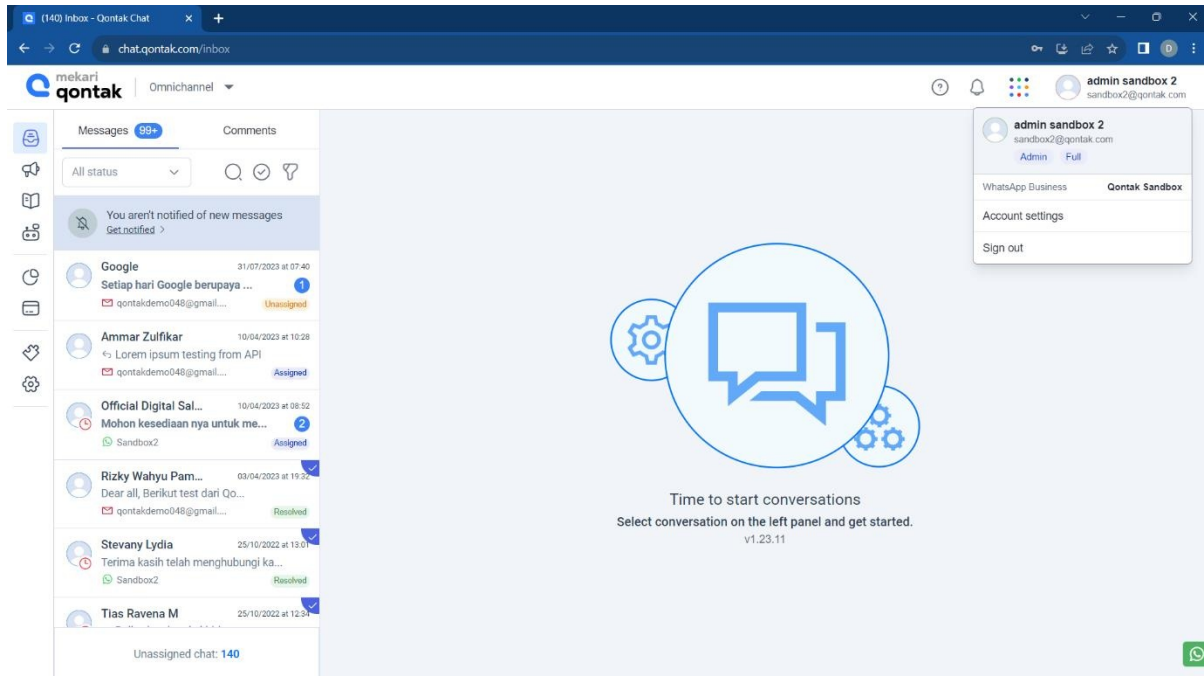 (140) Inbox - Qontak Chat
chat.qontak.com/inbox
mekari
qontak
Omnichannel
admin sandbox 2
sandbox2@qontak.com
Messages 99+ Comments
All status
You aren't notified of new messages
Get notified >
Google 31/07/2023 at 07:40
Setiap hari Google berupaya ... 1
qontakdemo048@gmail.... Unassigned
Ammar Zulfikar 10/04/2023 at 10:28
Lorem ipsum testing from API
qontakdemo048@gmail.... Assigned
Official Digital Sal... 10/04/2023 at 08:52
Mohon kesediaan nya untuk me... 2
Sandbox2 Assigned
Rizky Wahyu Pam... 03/04/2023 at 19:32
Dear all, Berikut test dari Qo...
qontakdemo048@gmail.... Resolved
Stevany Lydia 25/10/2022 at 13:01
Terima kasih telah menghubungi ka...
Sandbox2 Resolved
Tias Ravena M 25/10/2022 at 12:34
Unassigned chat: 140
Time to start conversations
Select conversation on the left panel and get started.
v1.23.11
admin sandbox 2
sandbox2@qontak.com
Admin Full
WhatsApp Business Qontak Sandbox
Account settings
Sign out
D